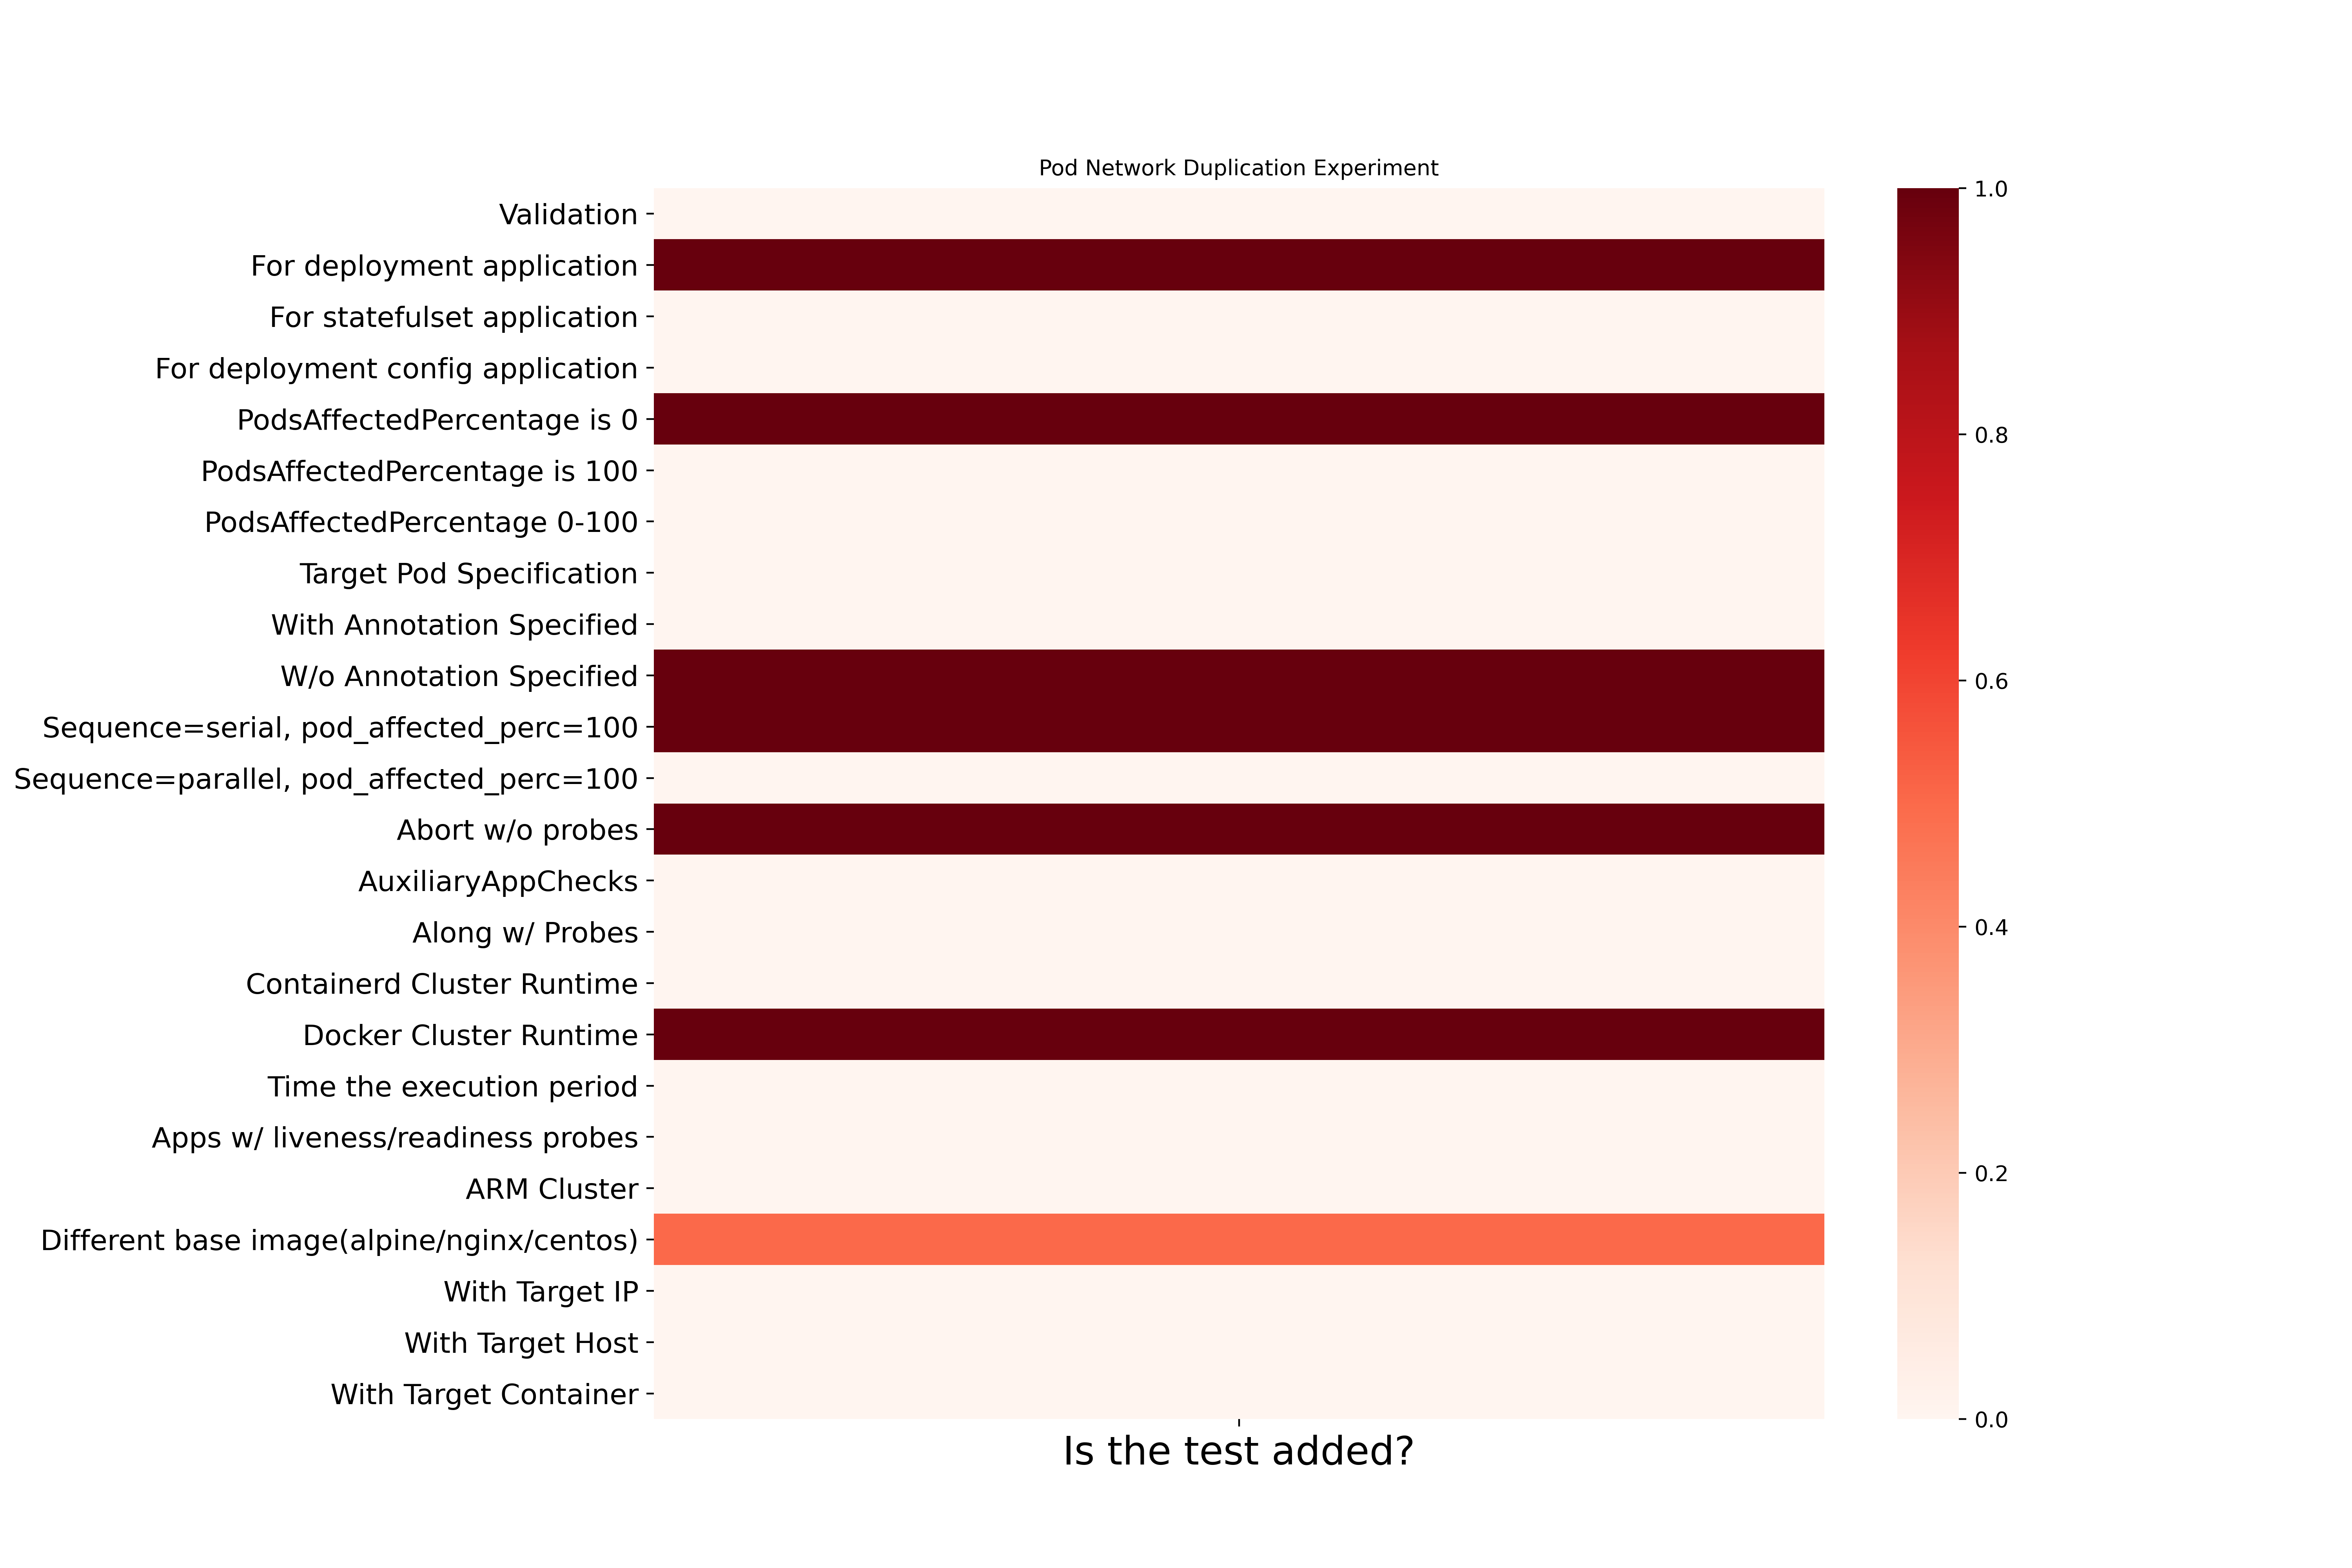 Pod Network Duplication Experiment
Validation
For deployment application
For statefulset application
For deployment config application
PodsAffectedPercentage is 0
PodsAffectedPercentage is 100
PodsAffectedPercentage 0-100
Target Pod Specification
With Annotation Specified
W/o Annotation Specified
Sequence=serial, pod_affected_perc=100
Sequence=parallel, pod_affected_perc=100
Abort w/o probes
AuxiliaryAppChecks
Along w/ Probes
Containerd Cluster Runtime
Docker Cluster Runtime
Time the execution period
Apps w/ liveness/readiness probes
ARM Cluster
Different base image(alpine/nginx/centos)
With Target IP
With Target Host
With Target Container
Is the test added?
1.0
0.8
0.6
0.4
0.2
0.0